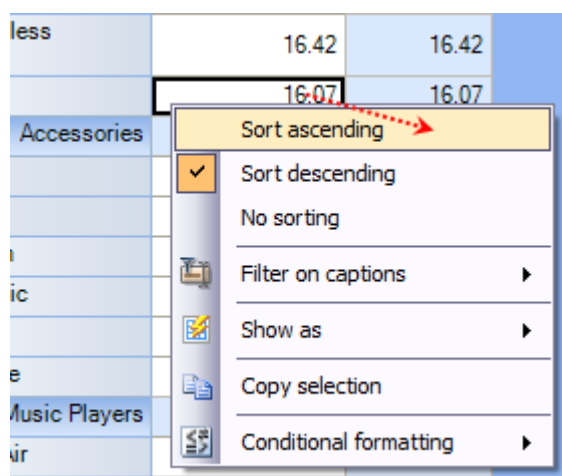 less
16.42 16.42
16.07 16.07
Accessories
Sort ascending
Sort descending
No sorting
Filter on captions
ic
Show as
e
Copy selection
Music Players
Air
Conditional formatting